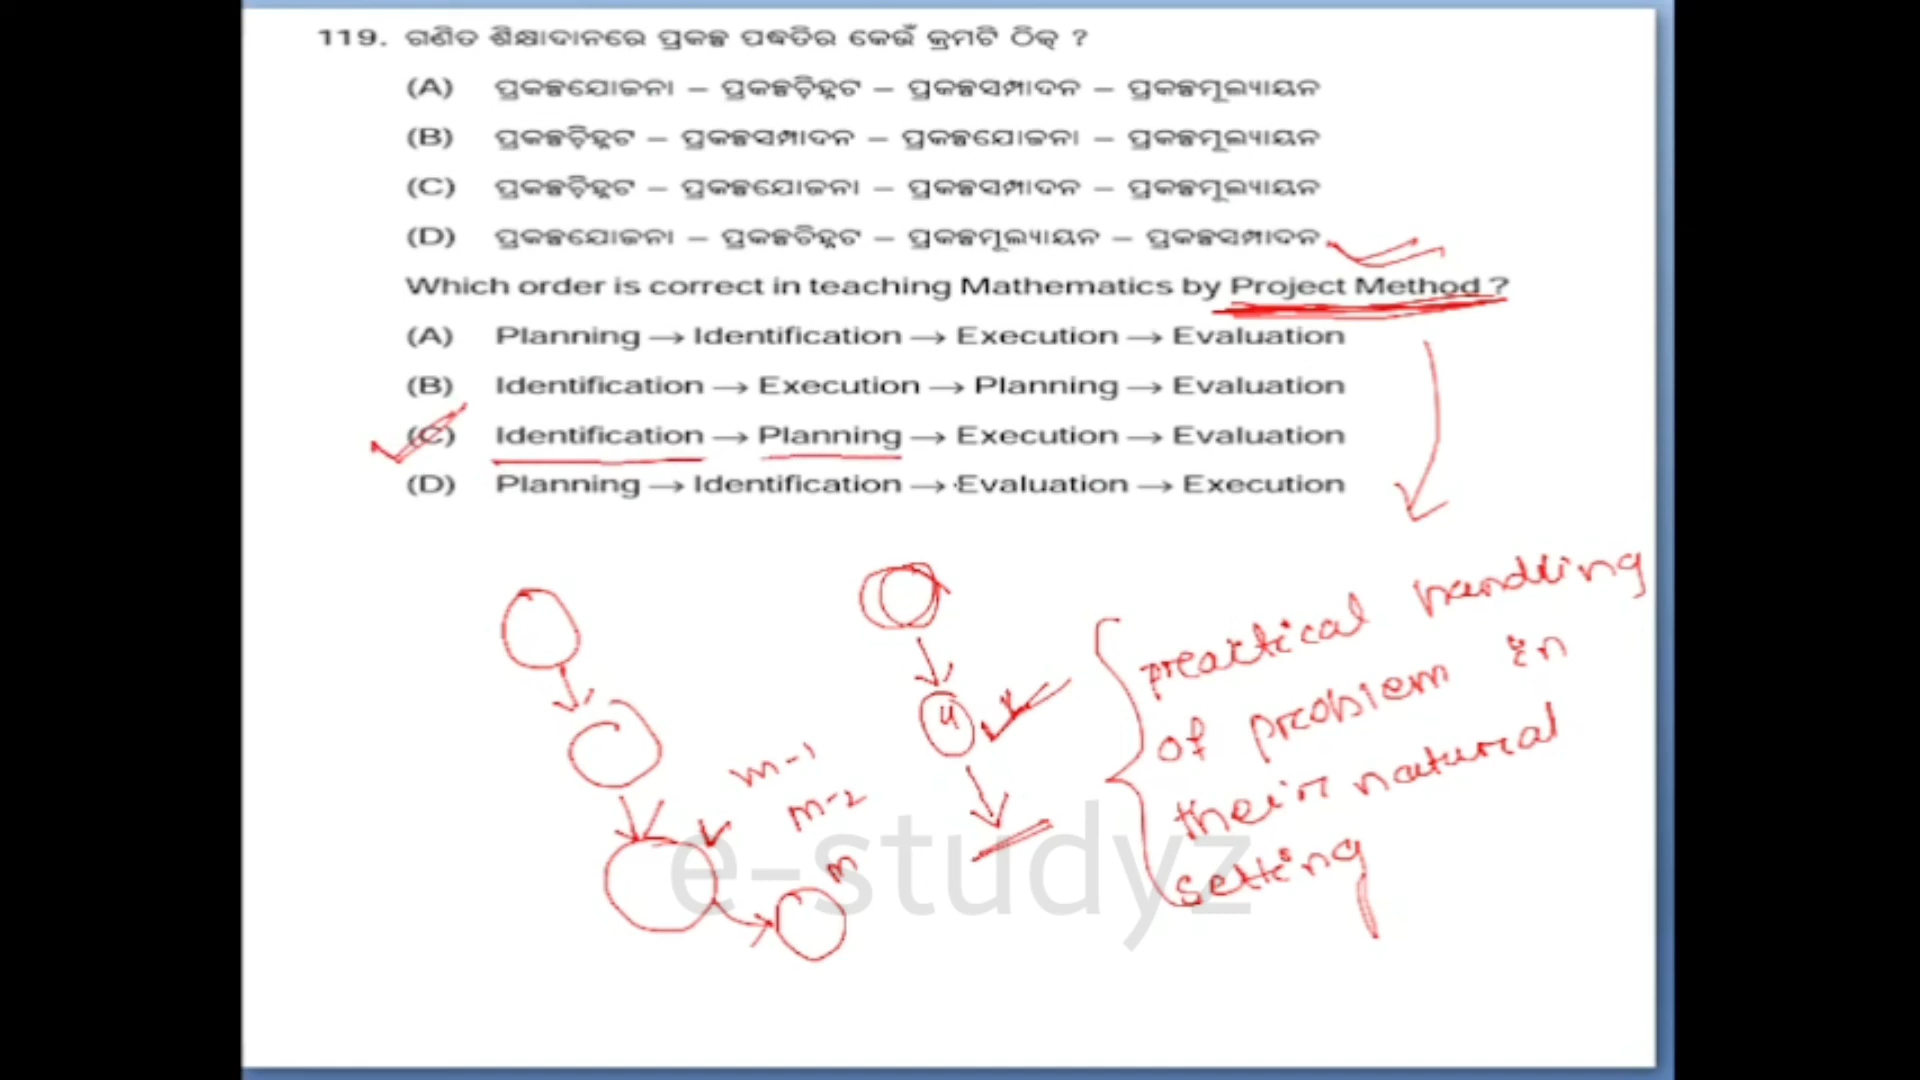 119. ଗଣିତ ଶିକ୍ଷାଦାନରେ ପ୍ରକଳ୍ପ ପଦ୍ଧତିର କେଉଁ କ୍ରମଟି ଠିକ୍ ?
(A) ପ୍ରକଳ୍ପଯୋଜନା – ପ୍ରକଳ୍ପଚିହ୍ନଟ – ପ୍ରକଳ୍ପସମ୍ପାଦନ – ପ୍ରକଳ୍ପମୂଲ୍ୟାୟନ
(B) ପ୍ରକଳ୍ପଚିହ୍ନଟ – ପ୍ରକଳ୍ପସମ୍ପାଦନ – ପ୍ରକଳ୍ପଯୋଜନା – ପ୍ରକଳ୍ପମୂଲ୍ୟାୟନ
(C) ପ୍ରକଳ୍ପଚିହ୍ନଟ – ପ୍ରକଳ୍ପଯୋଜନା – ପ୍ରକଳ୍ପସମ୍ପାଦନ – ପ୍ରକଳ୍ପମୂଲ୍ୟାୟନ
(D) ପ୍ରକଳ୍ପଯୋଜନା – ପ୍ରକଳ୍ପଚିହ୍ନଟ – ପ୍ରକଳ୍ପମୂଲ୍ୟାୟନ – ପ୍ରକଳ୍ପସମ୍ପାଦନ
Which order is correct in teaching Mathematics by Project Method ?
(A) Planning → Identification → Execution → Evaluation
(B) Identification → Execution → Planning → Evaluation
(C) Identification → Planning → Execution → Evaluation
(D) Planning → Identification → Evaluation → Execution
practical handling
of problem in
their natural
setting
4
m-1
m-2
m
e-studyz